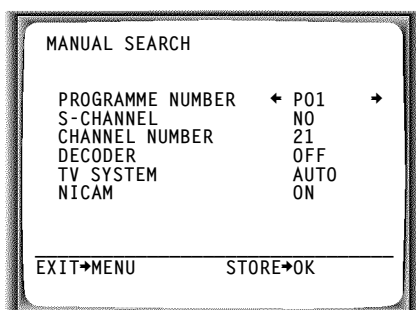 MANUAL SEARCH
PROGRAMME NUMBER ← PO1 →
S-CHANNEL NO
CHANNEL NUMBER 21
DECODER OFF
TV SYSTEM AUTO
NICAM ON
EXIT→MENU STORE→OK